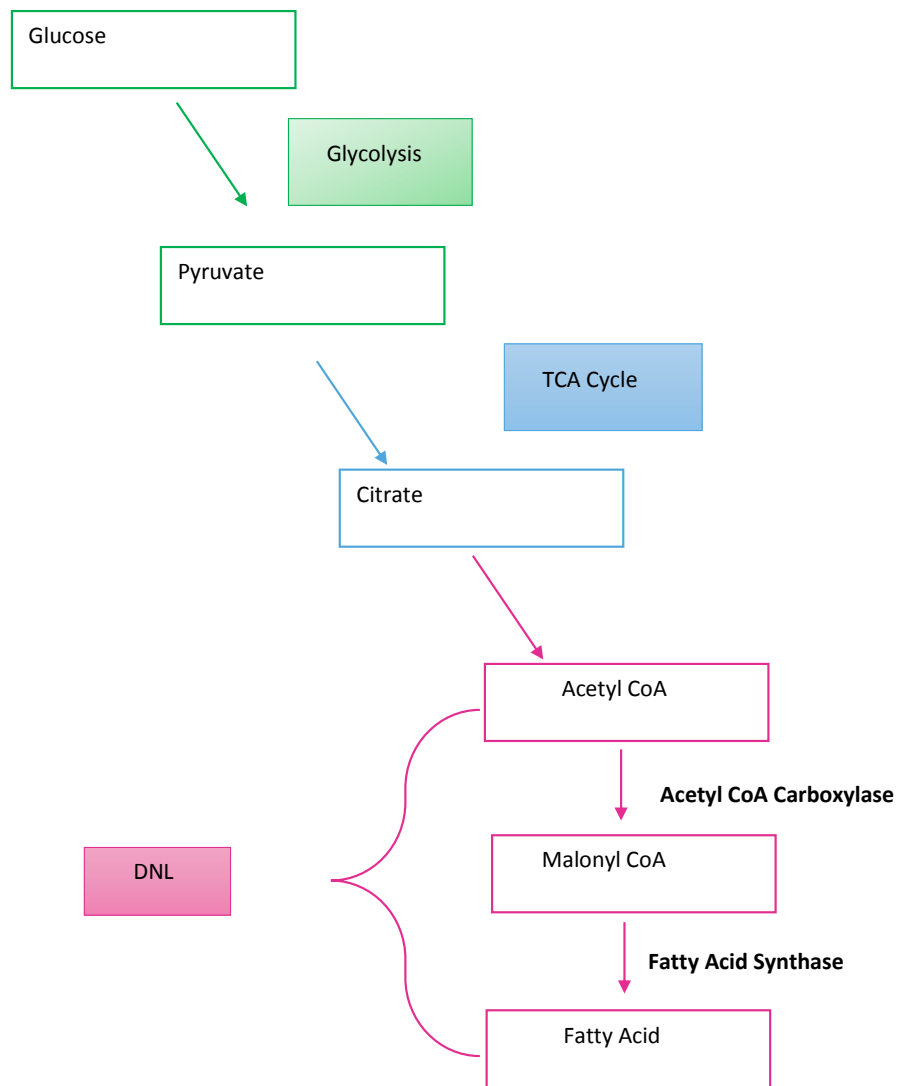 Glucose
Glycolysis
Pyruvate
TCA Cycle
Citrate
Acetyl CoA
Acetyl CoA Carboxylase
Malonyl CoA
DNL
Fatty Acid Synthase
Fatty Acid